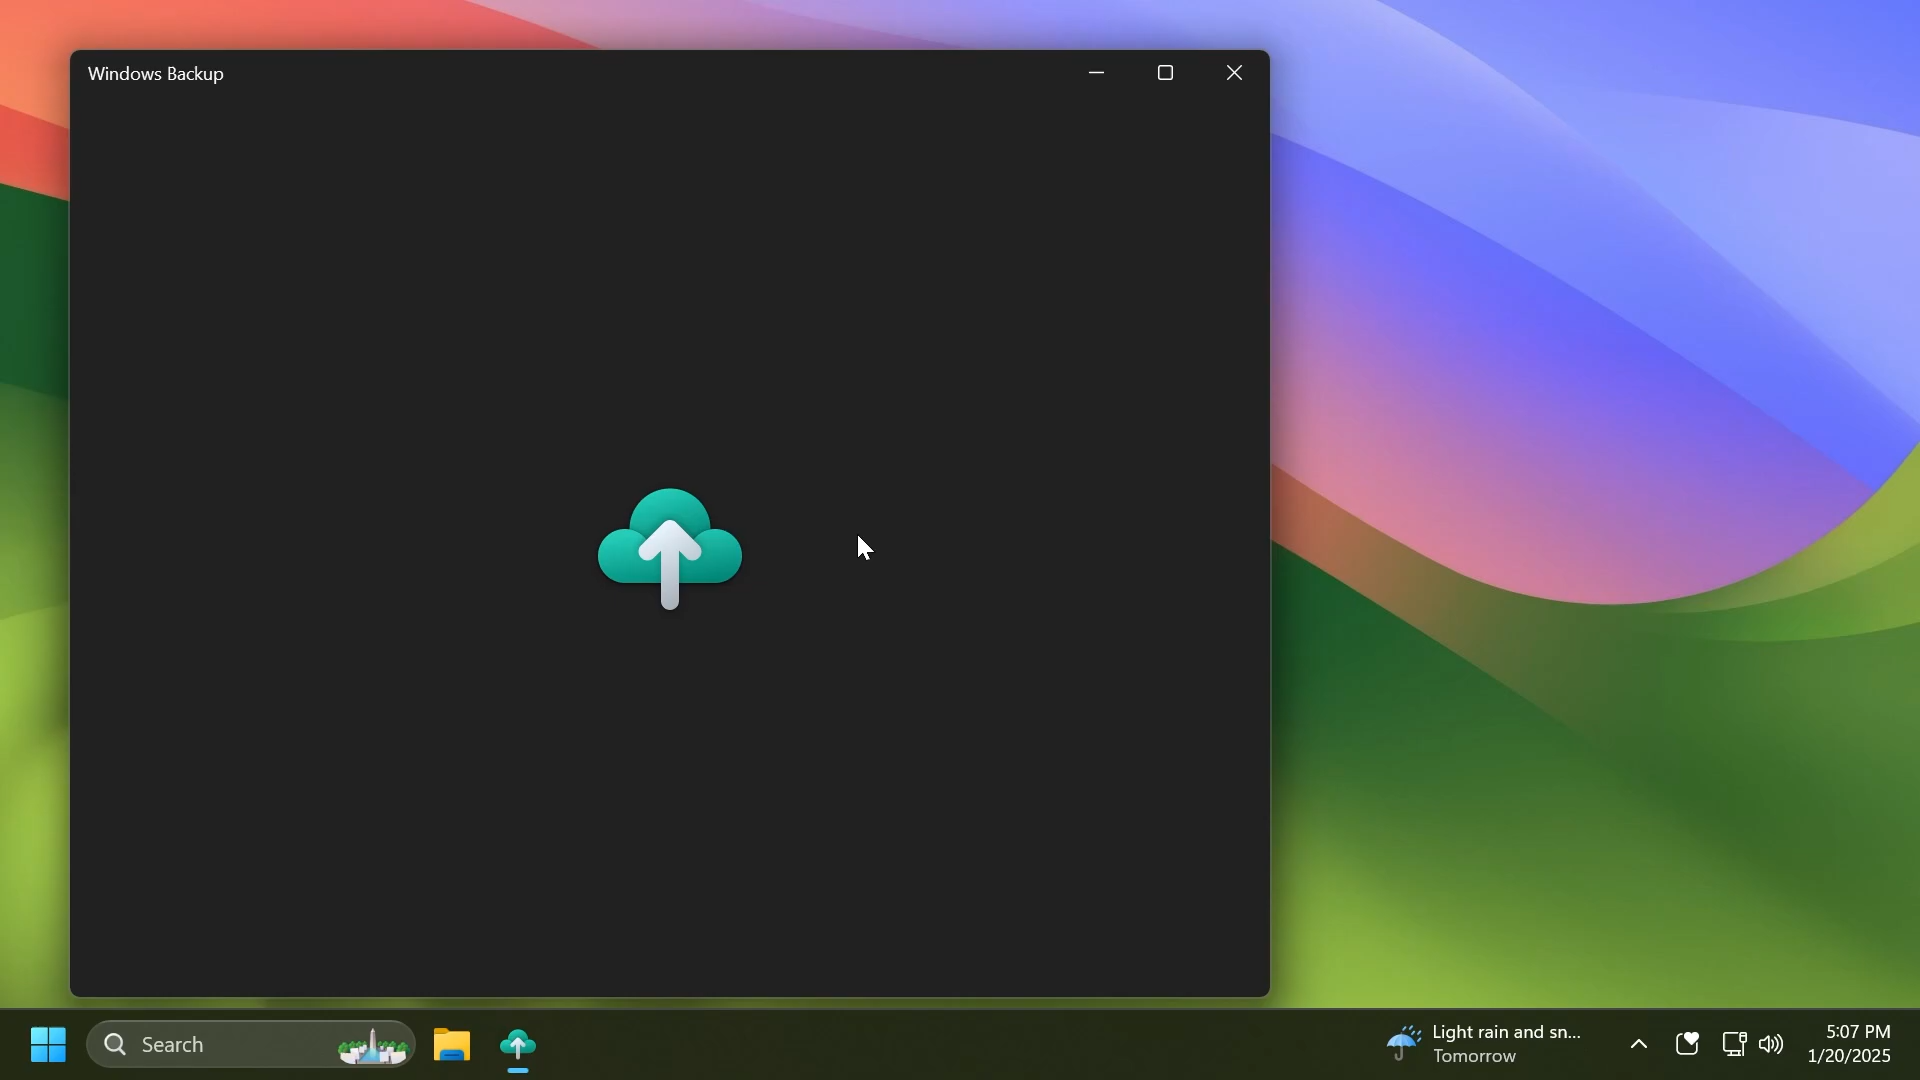 Windows Backup
Search
Light rain and sn...
Tomorrow
5:07 PM
1/20/2025